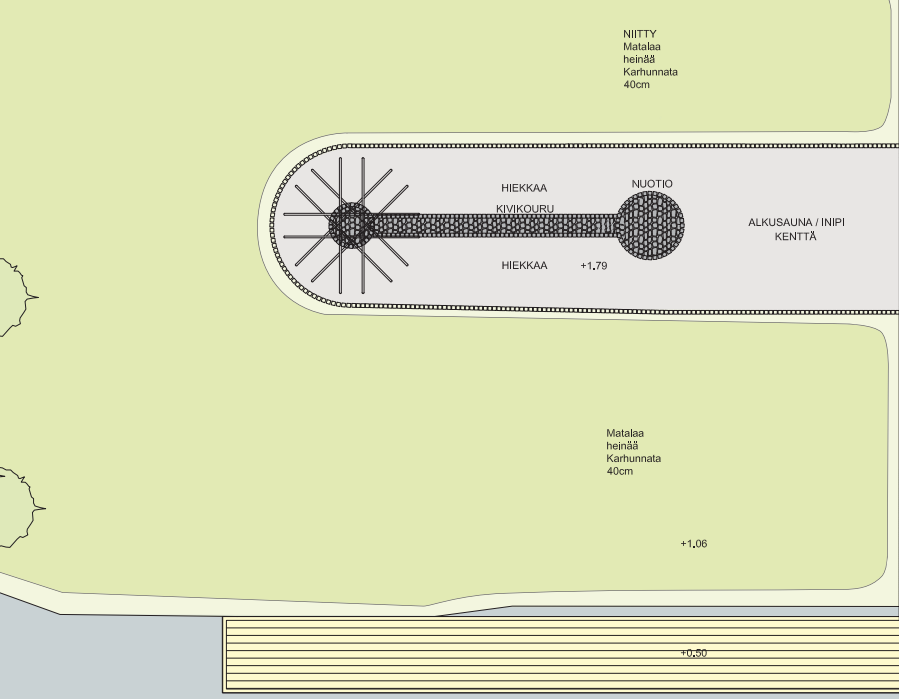 NIITTY
Matalaa
heinää
Karhunnata
40cm
HIEKKAA
NUOTIO
KIVIKOURU
ALKUSAUNA / INIPI
KENTTÄ
HIEKKAA
+1.79
Matalaa
heinää
Karhunnata
40cm
+1.06
+0.50